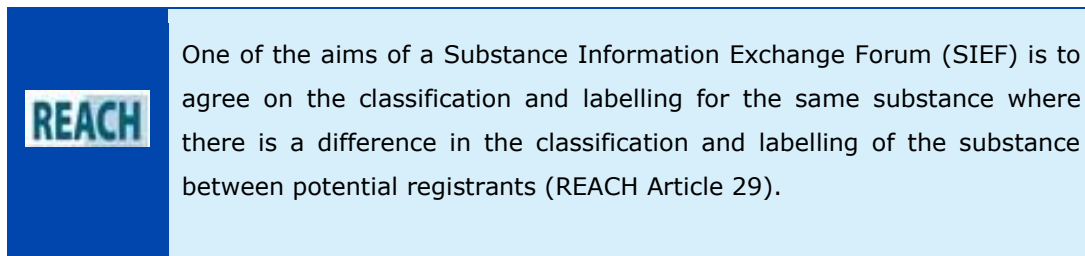 REACH
One of the aims of a Substance Information Exchange Forum (SIEF) is to
agree on the classification and labelling for the same substance where
there is a difference in the classification and labelling of the substance
between potential registrants (REACH Article 29).